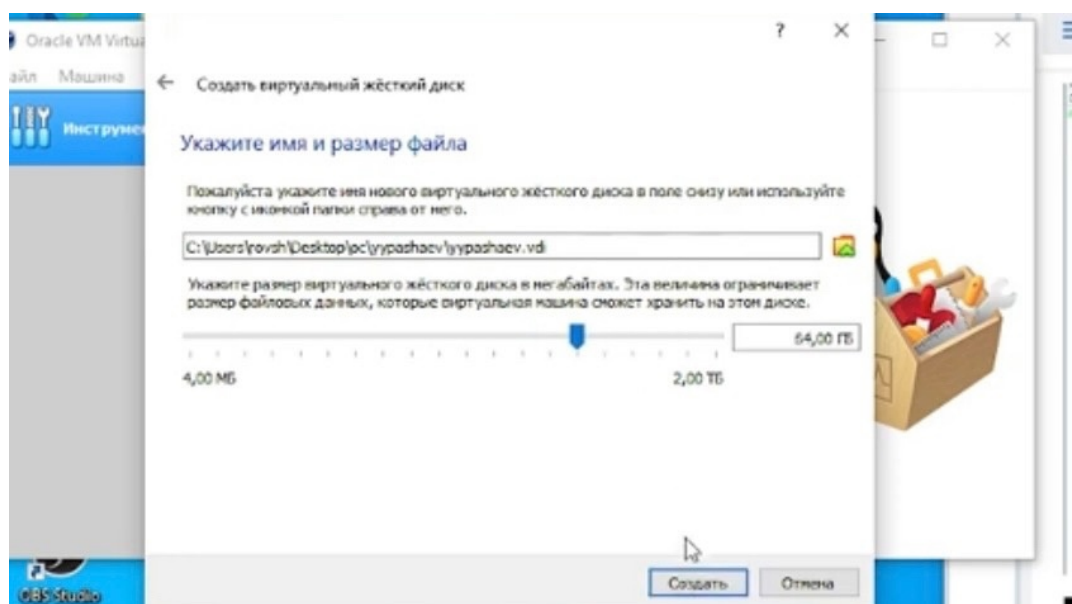 Oracle VM Virtua
айл Машина
Инструме
? ×
← Создать виртуальный жёсткий диск
Укажите имя и размер файла
Пожалуйста укажите имя нового виртуального жёсткого диска в поле снизу или используйте
кнопку с иконкой папки справа от него.
C:\Users\rovsh\Desktop\pc\yypashaev\yypashaev.vdi
Укажите размер виртуального жёсткого диска в мегабайтах. Эта величина ограничивает
размер файловых данных, которые виртуальная машина сможет хранить на этом диске.
64,00 ГБ
4,00 МБ 2,00 ТБ
Создать Отмена
OBS Studio